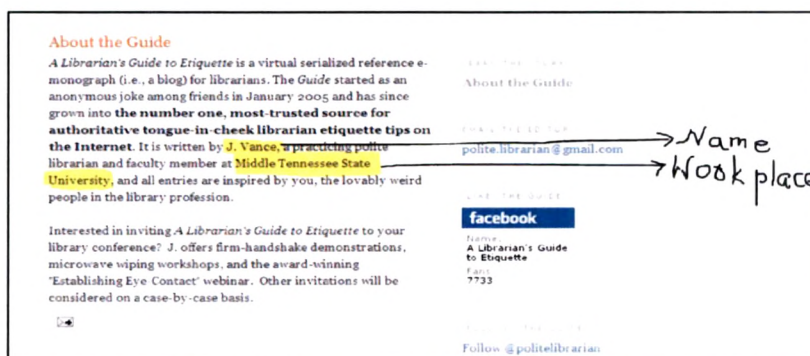 About the Guide
A Librarian's Guide to Etiquette is a virtual serialized reference e-
monograph (i.e., a blog) for librarians. The Guide started as an
anonymous joke among friends in January 2005 and has since
grown into the number one, most-trusted source for
authoritative tongue-in-cheek librarian etiquette tips on
the Internet. It is written by J. Vance, a practicing polite
librarian and faculty member at Middle Tennessee State
University, and all entries are inspired by you, the lovably weird
people in the library profession.
Interested in inviting A Librarian's Guide to Etiquette to your
library conference? J. offers firm-handshake demonstrations,
microwave wiping workshops, and the award-winning
"Establishing Eye Contact" webinar. Other invitations will be
considered on a case-by-case basis.
About the Guide
polite.librarian@gmail.com
LIKE THE GUIDE
facebook
Name:
A Librarian's Guide
to Etiquette
Fans:
7733
Follow @politelibrarian
Name
Wookplace